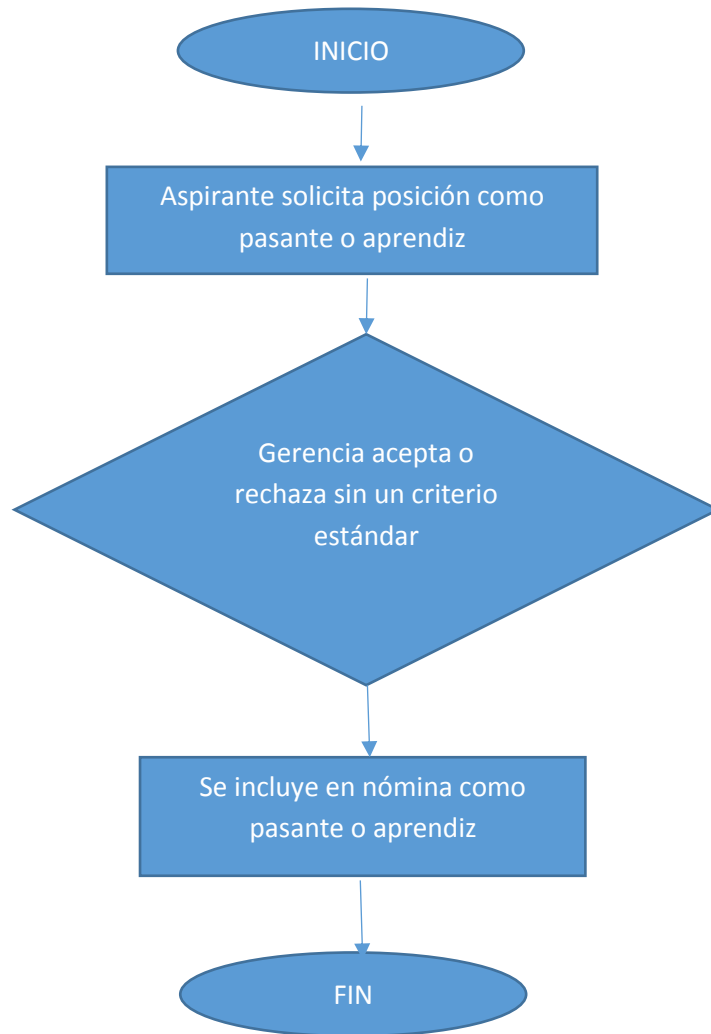 INICIO
Aspirante solicita posición como
pasante o aprendiz
Gerencia acepta o
rechaza sin un criterio
estándar
Se incluye en nómina como
pasante o aprendiz
FIN